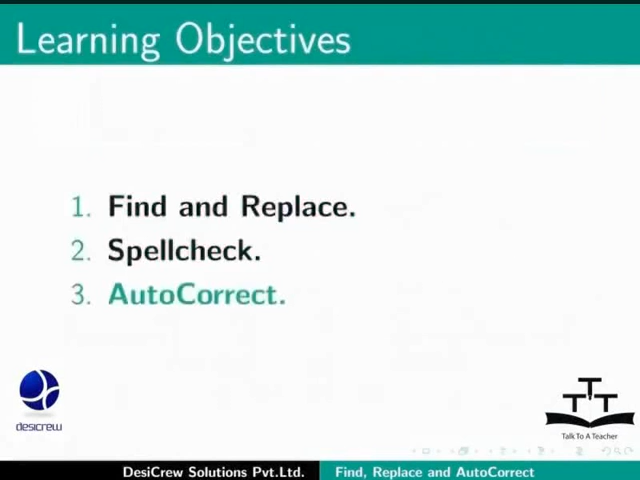 Learning Objectives
1. Find and Replace.
2. Spellcheck.
3. AutoCorrect.
desicrew
T T T
Talk To A Teacher
DesiCrew Solutions Pvt.Ltd. Find, Replace and AutoCorrect